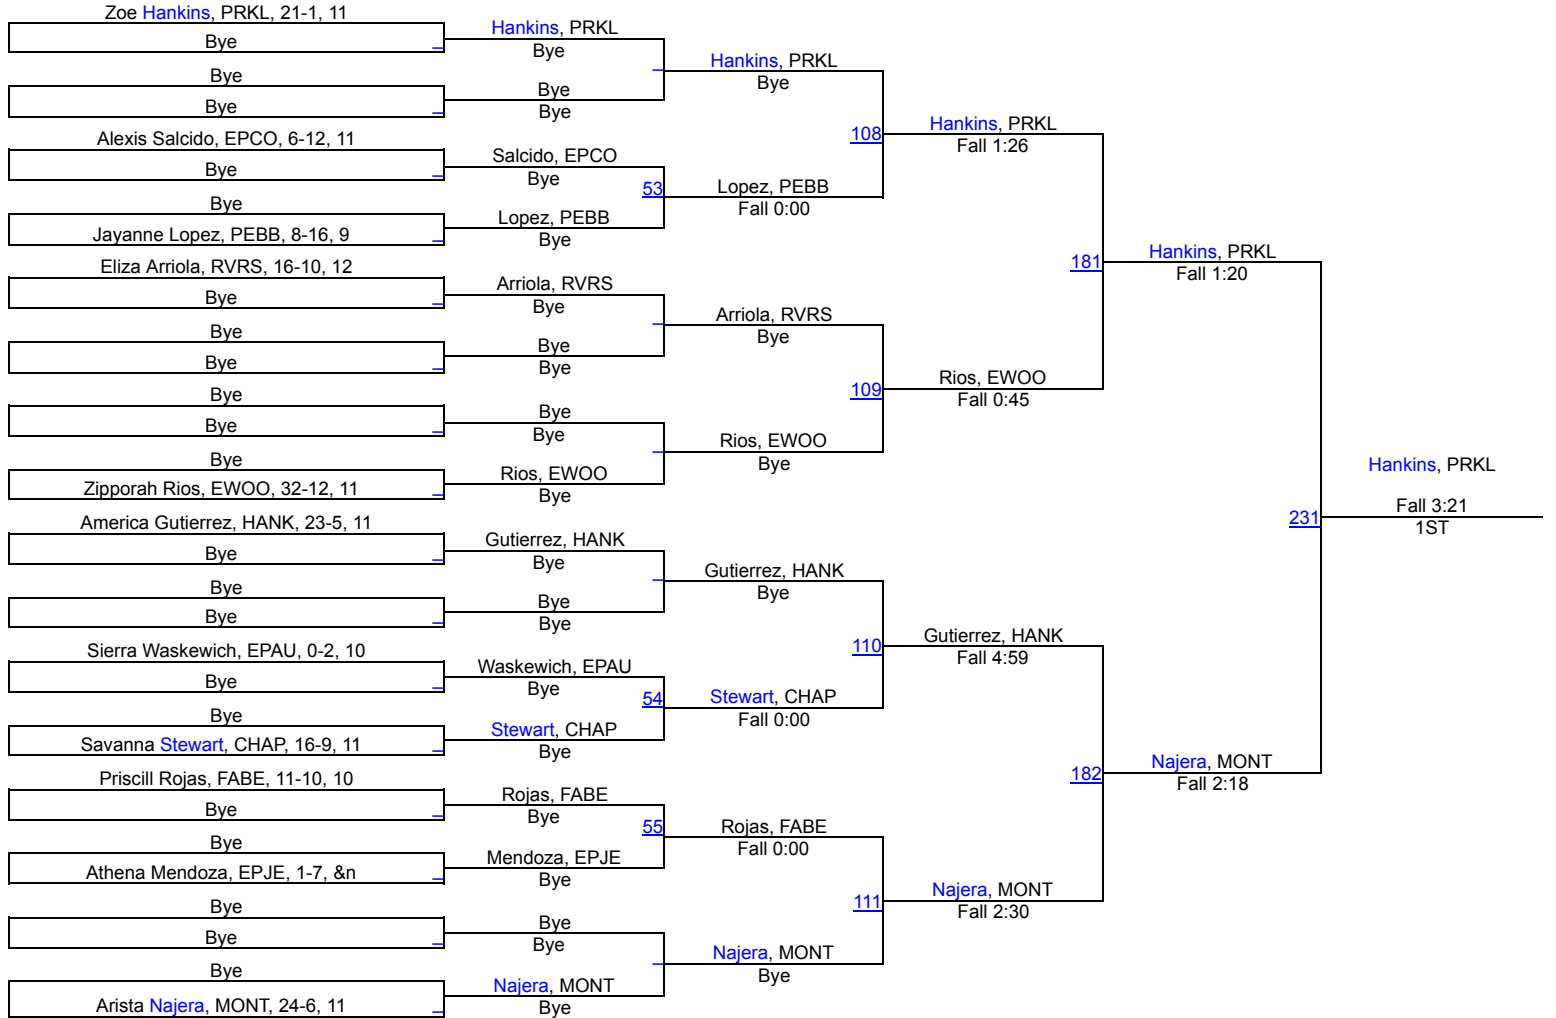 Zoe Hankins, PRKL, 21-1, 11
Bye
Bye
Bye
Alexis Salcido, EPCO, 6-12, 11
Bye
Bye
Jayanne Lopez, PEBB, 8-16, 9
Eliza Arriola, RVRS, 16-10, 12
Bye
Bye
Bye
Bye
Bye
Bye
Zipporah Rios, EWOO, 32-12, 11
America Gutierrez, HANK, 23-5, 11
Bye
Bye
Bye
Sierra Waskewich, EPAU, 0-2, 10
Bye
Bye
Savanna Stewart, CHAP, 16-9, 11
Priscill Rojas, FABE, 11-10, 10
Bye
Bye
Athena Mendoza, EPJE, 1-7, &n
Bye
Bye
Bye
Arista Najera, MONT, 24-6, 11
Hankins, PRKL
Bye
Bye
Bye
Salcido, EPCO
Bye
53
Lopez, PEBB
Bye
Arriola, RVRS
Bye
Bye
Bye
Bye
Bye
Rios, EWOO
Bye
Gutierrez, HANK
Bye
Bye
Bye
Waskewich, EPAU
Bye
54
Stewart, CHAP
Bye
Rojas, FABE
Bye
55
Mendoza, EPJE
Bye
Bye
Bye
Najera, MONT
Bye
Hankins, PRKL
Bye
108
Lopez, PEBB
Fall 0:00
Arriola, RVRS
Bye
109
Rios, EWOO
Bye
Gutierrez, HANK
Bye
110
Stewart, CHAP
Fall 0:00
Rojas, FABE
Fall 0:00
111
Najera, MONT
Bye
Hankins, PRKL
Fall 1:26
181
Rios, EWOO
Fall 0:45
Gutierrez, HANK
Fall 4:59
182
Najera, MONT
Fall 2:30
Hankins, PRKL
Fall 1:20
231
Najera, MONT
Fall 2:18
Hankins, PRKL
Fall 3:21
1ST